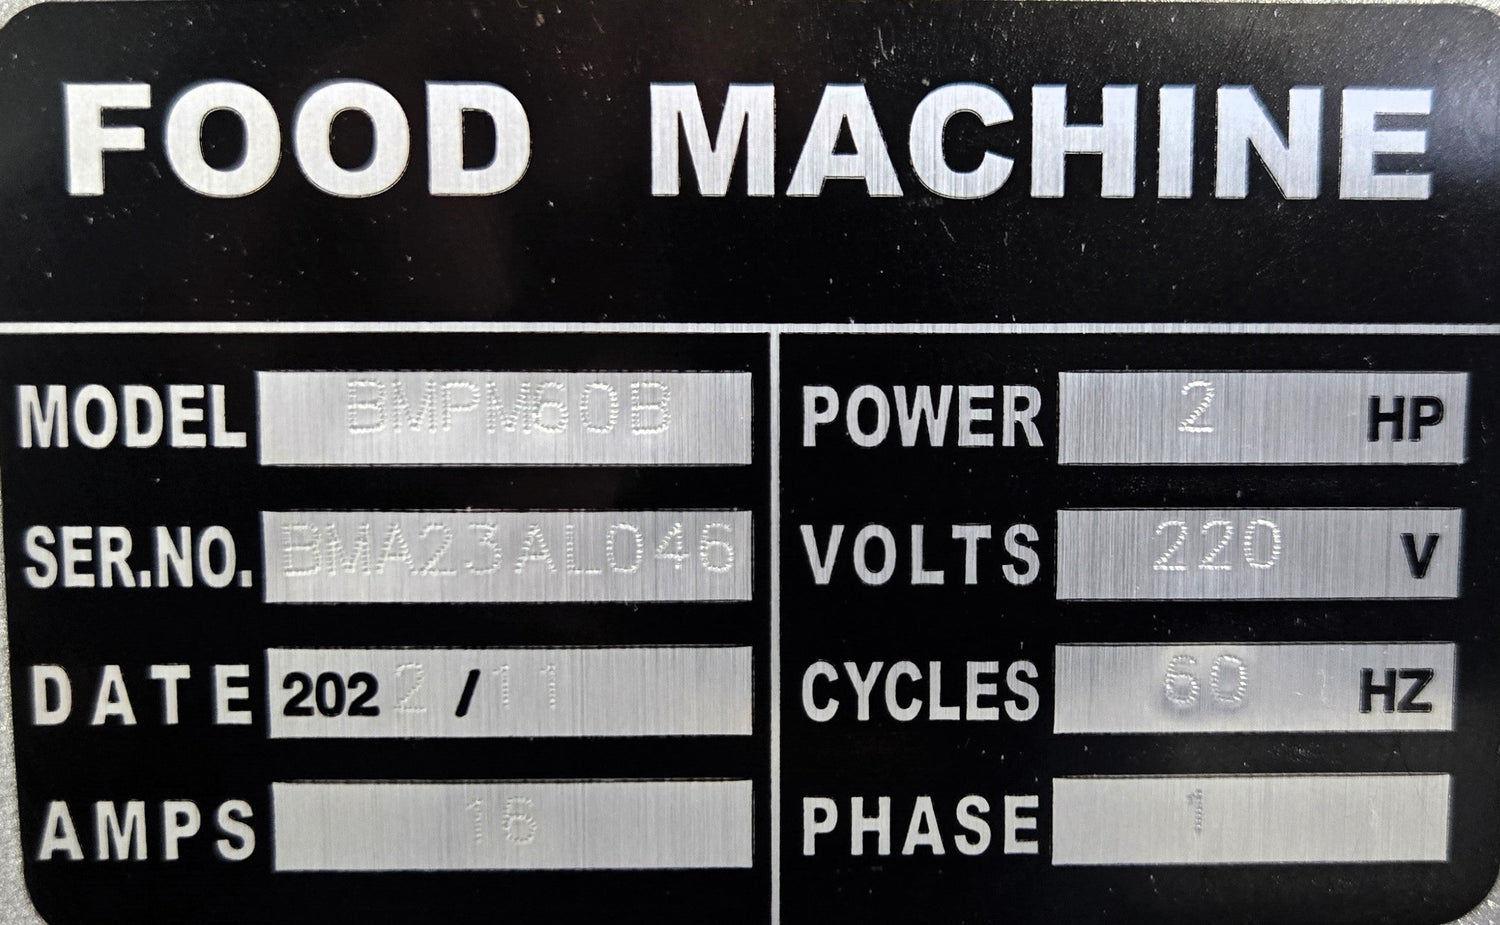 FOOD MACHINE
MODEL BMPM60B
SER.NO. BMA23AL046
DATE 2022 / 11
AMPS 16
POWER 2 HP
VOLTS 220 V
CYCLES 60 HZ
PHASE 1